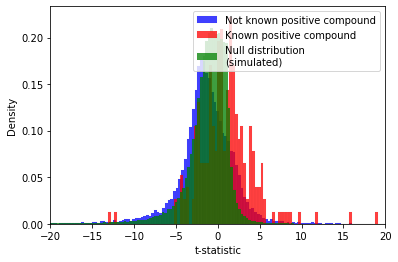 Not known positive compound
Known positive compound
Null distribution
(simulated)
0.20
0.15
0.10
0.05
0.00
Density
−20 −15 −10 −5 0 5 10 15 20
t-statistic